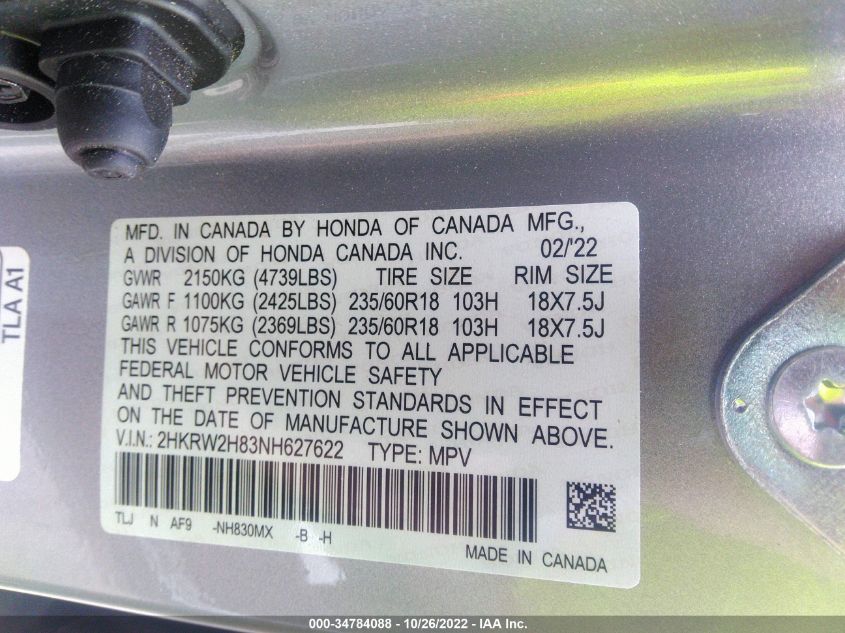 MFD. IN CANADA BY HONDA OF CANADA MFG.,
A DIVISION OF HONDA CANADA INC. 02/'22
GVWR 2150KG (4739LBS) TIRE SIZE RIM SIZE
GAWR F 1100KG (2425LBS) 235/60R18 103H 18X7.5J
GAWR R 1075KG (2369LBS) 235/60R18 103H 18X7.5J
THIS VEHICLE CONFORMS TO ALL APPLICABLE
FEDERAL MOTOR VEHICLE SAFETY
AND THEFT PREVENTION STANDARDS IN EFFECT
ON THE DATE OF MANUFACTURE SHOWN ABOVE.
V.I.N.: 2HKRW2H83NH627622 TYPE: MPV
TLJ N AF9 -NH830MX -B -H
MADE IN CANADA
TLA A1
000-34784088 - 10/26/2022 - IAA Inc.